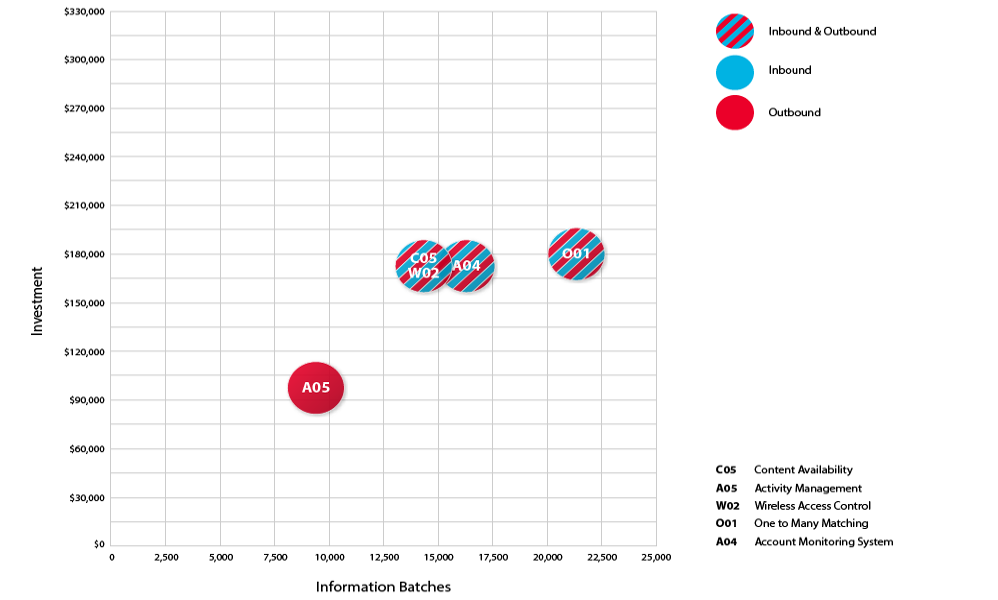 $330,000
$300,000
$270,000
$240,000
$210,000
$180,000
$150,000
$120,000
$90,000
$60,000
$30,000
$0
Investment
0 2,500 5,000 7,500 10,000 12,500 15,000 17,500 20,000 22,500 25,000
Information Batches
C05
W02
A04
O01
A05
Inbound & Outbound
Inbound
Outbound
C05 Content Availability
A05 Activity Management
W02 Wireless Access Control
O01 One to Many Matching
A04 Account Monitoring System